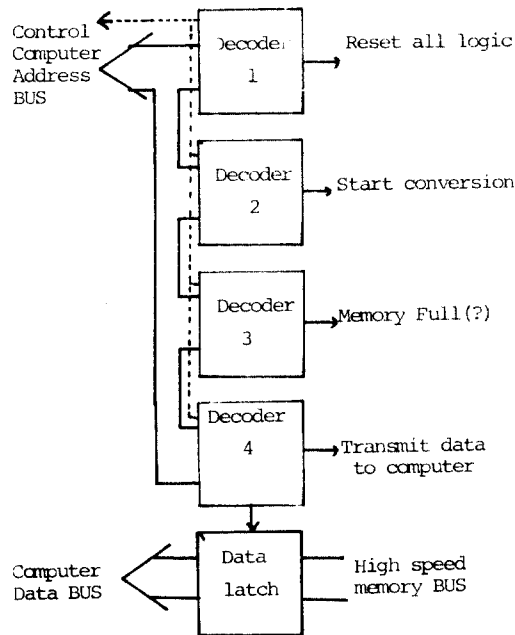 Control
Computer
Address
BUS
Decoder
1
Reset all logic
Decoder
2
Start conversion
Decoder
3
Memory Full(?)
Decoder
4
Transmit data
to computer
Computer
Data BUS
Data
latch
High speed
memory BUS